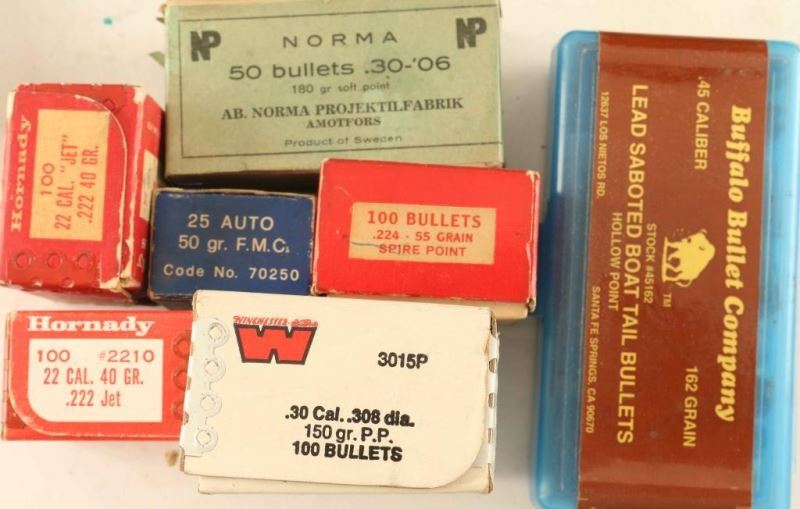 NP
NORMA
NP
50 bullets .30-'06
180 gr soft point
AB. NORMA PROJEKTILFABRIK
AMOTFORS
Product of Sweden
Hornady
100
22 CAL. "JET"
.222 40 GR.
25 AUTO
50 gr. F.M.C.
Code No. 70250
100 BULLETS
.224 - 55 GRAIN
SPIRE POINT
Hornady
100 #2210
22 CAL. 40 GR.
.222 Jet
WINCHESTER
W
3015P
.30 Cal. .308 dia.
150 gr. P.P.
100 BULLETS
Buffalo Bullet Company
.45 CALIBER
162 GRAIN
TM
STOCK #45162
LEAD SABOTED BOAT TAIL BULLETS
HOLLOW POINT
12637 LOS NIETOS RD.
SANTA FE SPRINGS, CA 90670